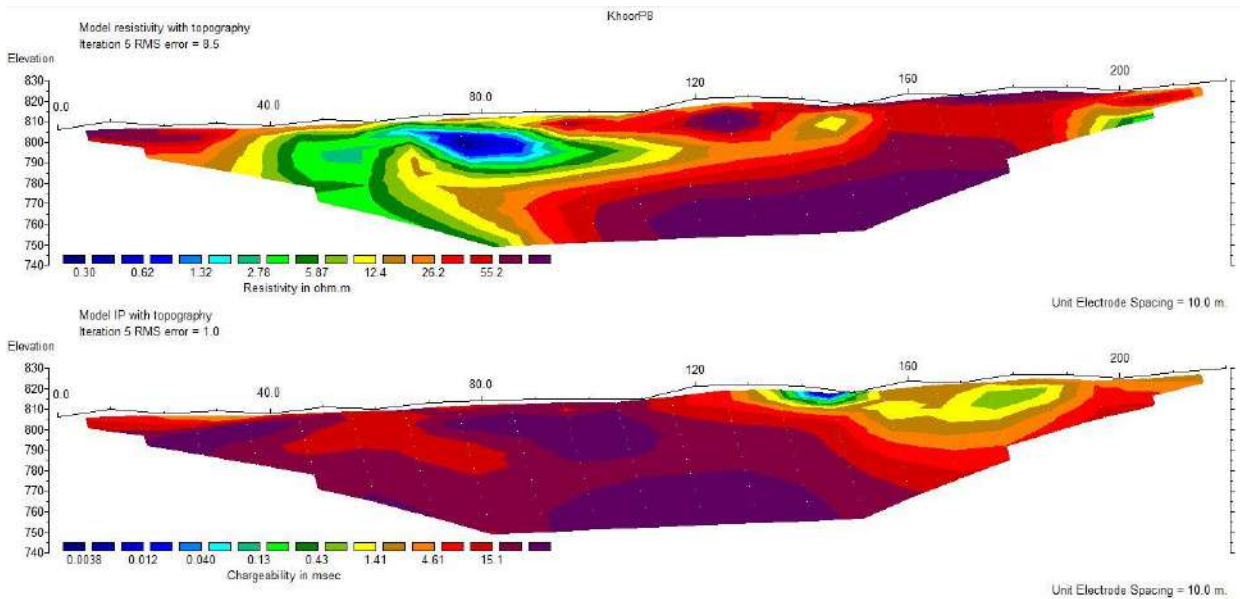 KhoorP8
Model resistivity with topography
Iteration 5 RMS error = 8.5
Elevation
830
820
810
800
790
780
770
760
750
740
0.0 40.0 80.0 120 160 200
0.30 0.62 1.32 2.78 5.87 12.4 26.2 55.2
Resistivity in ohm.m
Unit Electrode Spacing = 10.0 m.
Model IP with topography
Iteration 5 RMS error = 1.0
Elevation
830
820
810
800
790
780
770
760
750
740
0.0 40.0 80.0 120 160 200
0.0038 0.012 0.040 0.13 0.43 1.41 4.61 15.1
Chargeability in msec
Unit Electrode Spacing = 10.0 m.